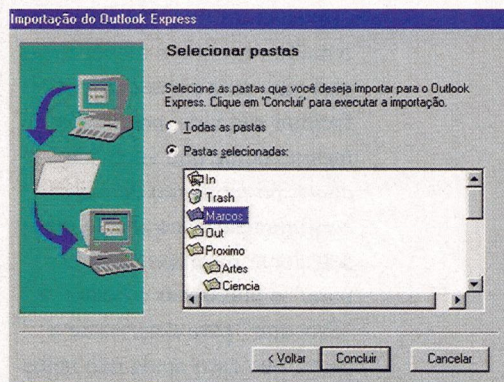 Importação do Outlook Express
Selecionar pastas
Selecione as pastas que você deseja importar para o Outlook
Express. Clique em 'Concluir' para executar a importação.
Todas as pastas
Pastas selecionadas:
In
Trash
Marcos
Out
Proximo
Artes
Ciencia
< Voltar
Concluir
Cancelar